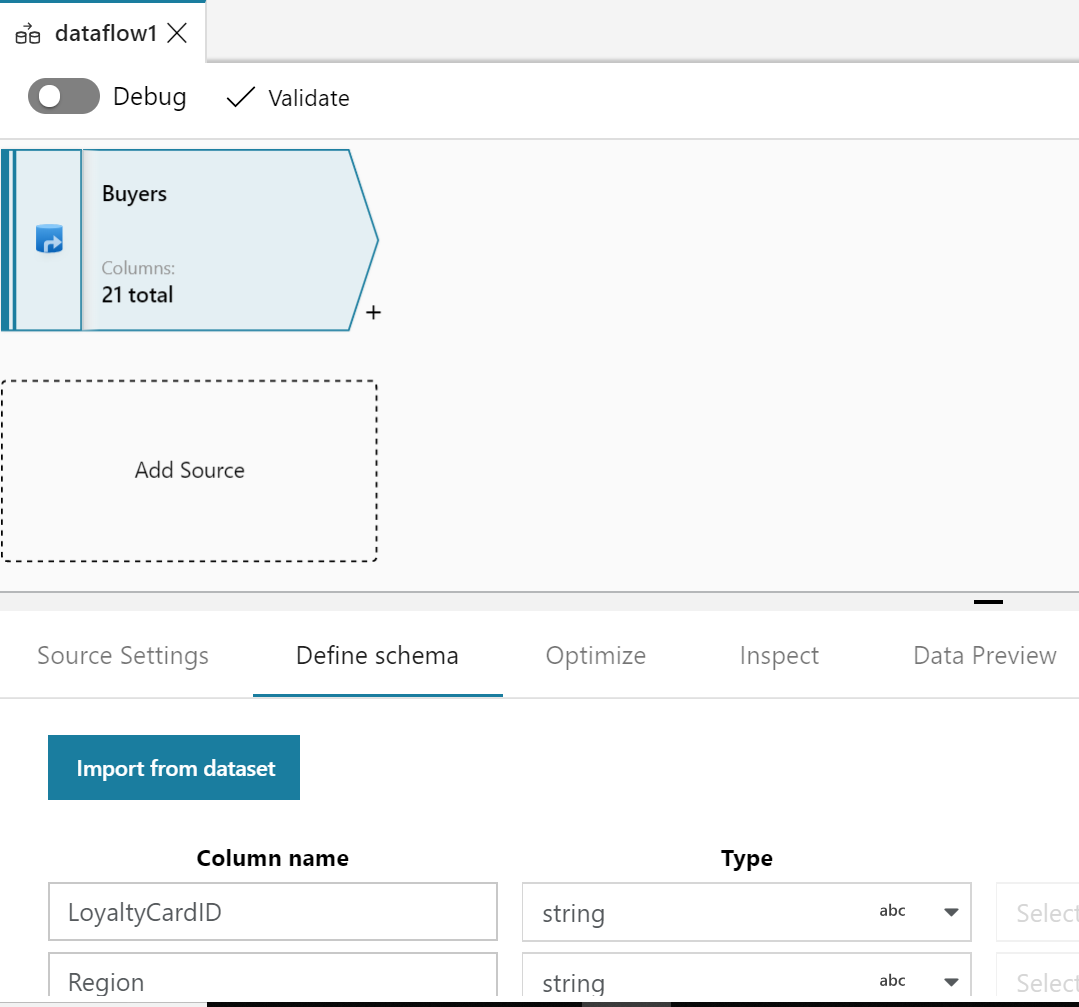 dataflow1
Debug Validate
Buyers
Columns:
21 total
+
Add Source
Source Settings Define schema Optimize Inspect Data Preview
Import from dataset
Column name Type
LoyaltyCardID string abc Select
Region string abc Select